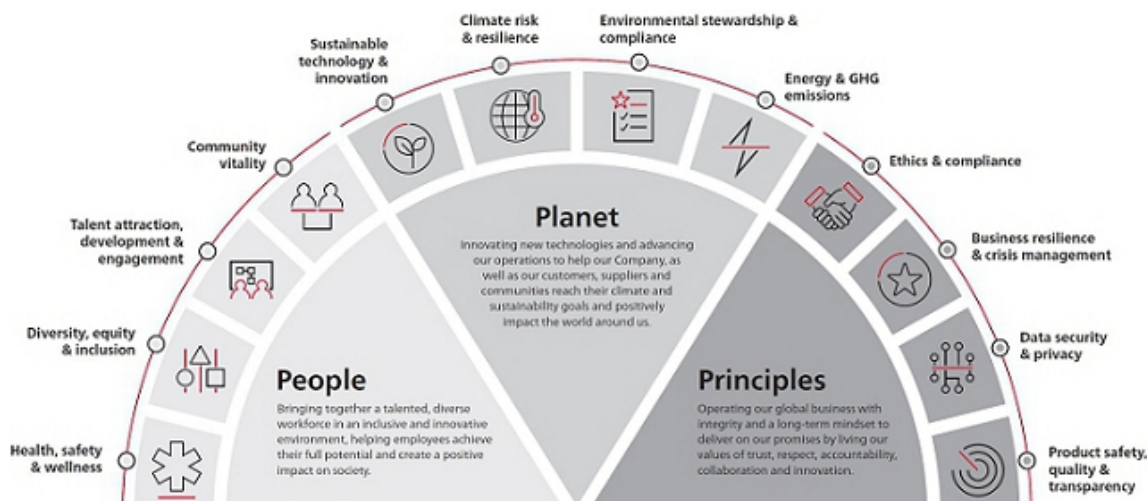 Climate risk
& resilience
Environmental stewardship &
compliance
Sustainable
technology &
innovation
Energy & GHG
emissions
Community
vitality
Ethics & compliance
Talent attraction,
development &
engagement
Business resilience
& crisis management
Diversity, equity
& inclusion
Data security
& privacy
Health, safety
& wellness
Product safety,
quality &
transparency
Planet
Innovating new technologies and advancing
our operations to help our Company, as
well as our customers, suppliers and
communities reach their climate and
sustainability goals and positively
impact the world around us.
People
Bringing together a talented, diverse
workforce in an inclusive and innovative
environment, helping employees achieve
their full potential and create a positive
impact on society.
Principles
Operating our global business with
integrity and a long-term mindset to
deliver on our promises by living our
values of trust, respect, accountability,
collaboration and innovation.